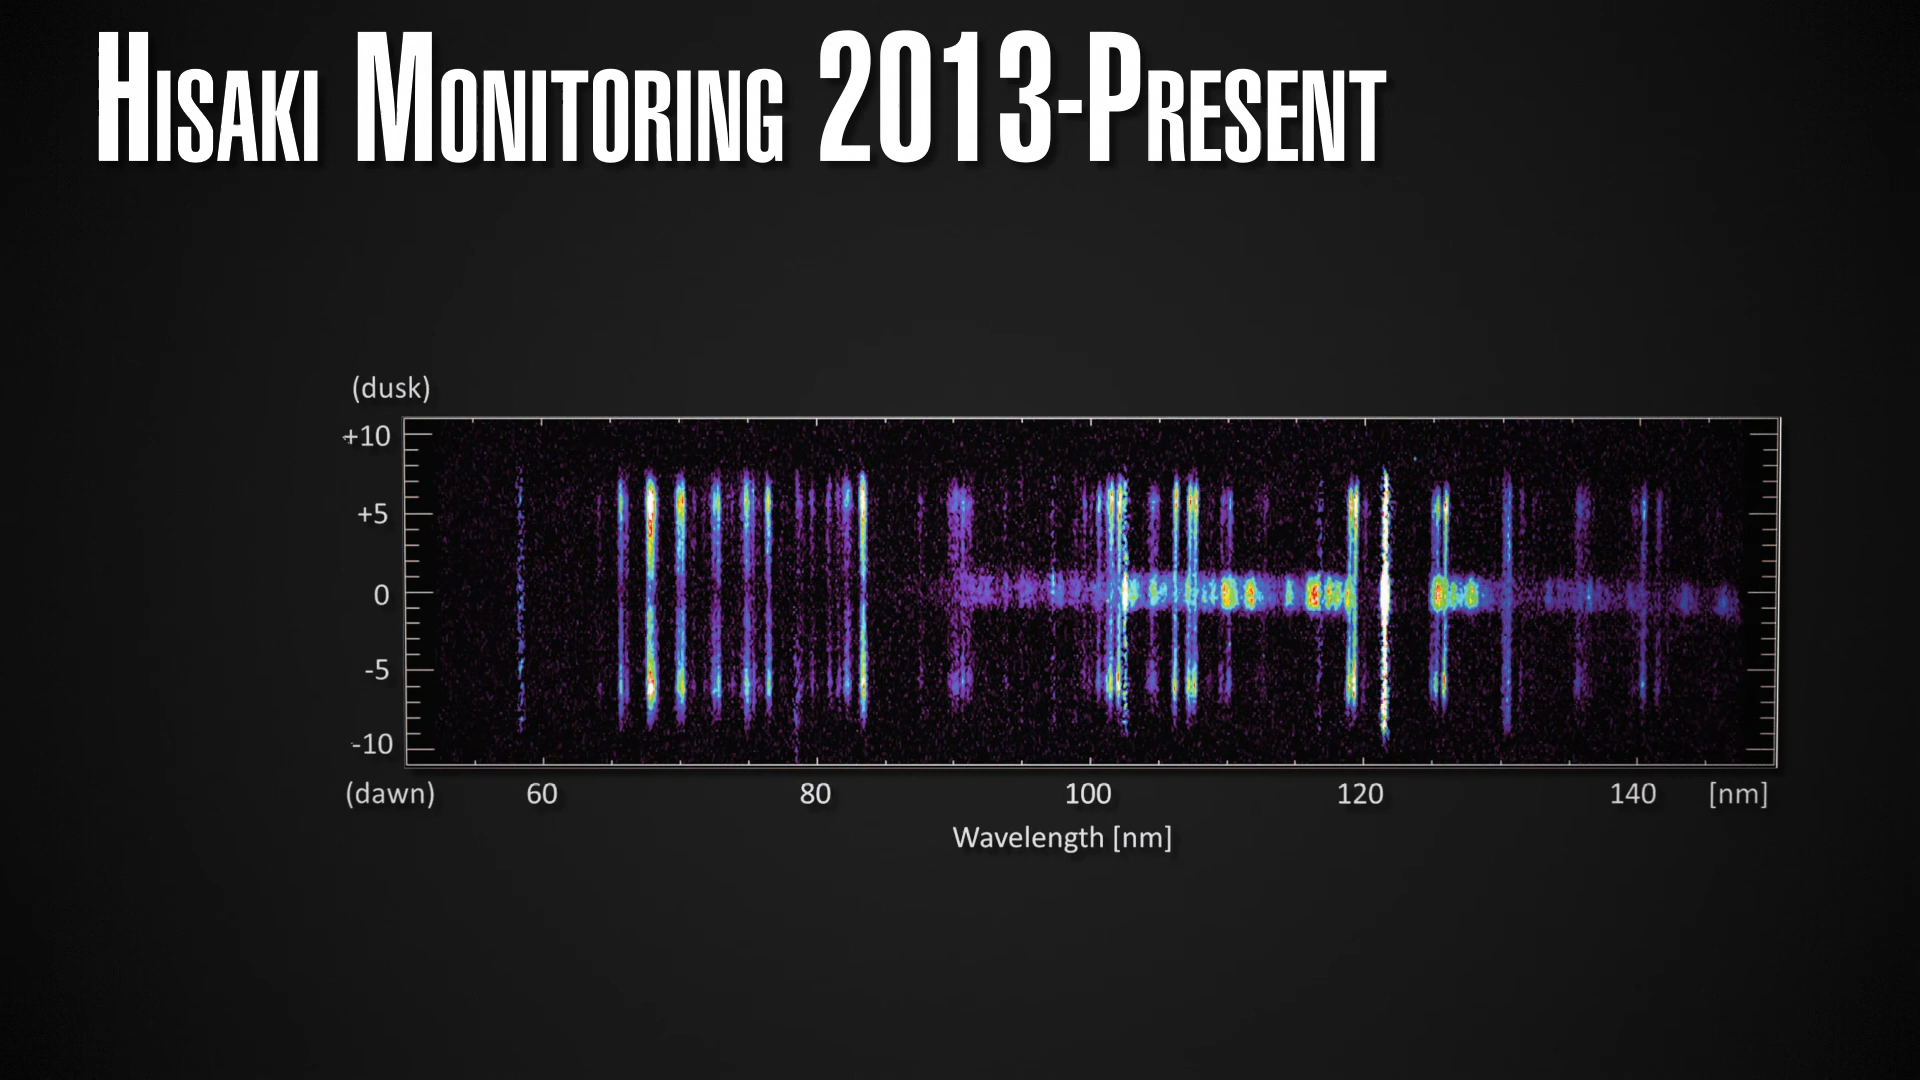 Hisaki Monitoring 2013-Present
(dusk)
+10
+5
0
-5
-10
(dawn) 60 80 100 120 140 [nm]
Wavelength [nm]